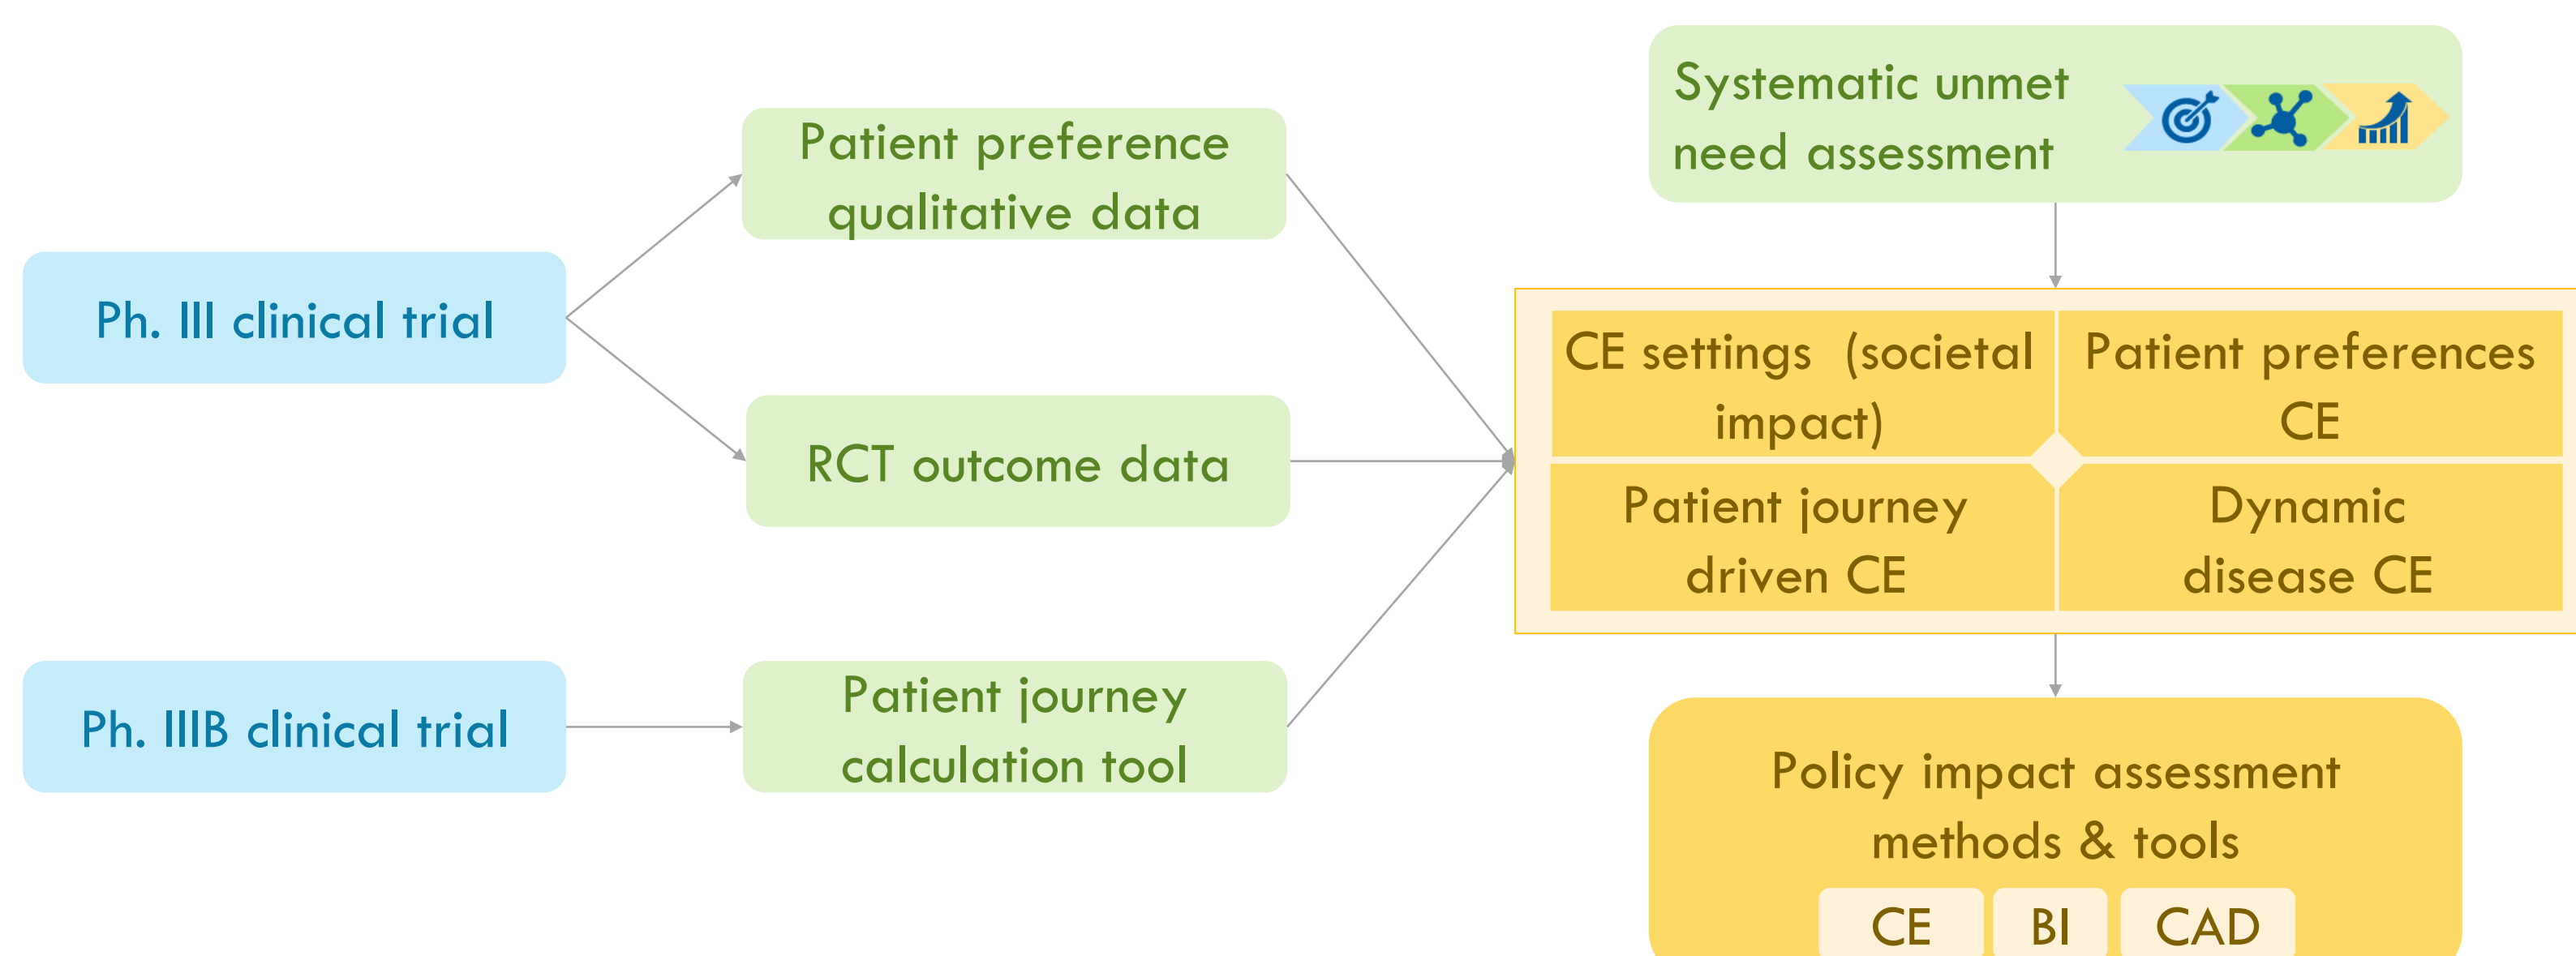 Systematic unmet
need assessment
Patient preference
qualitative data
Ph. III clinical trial
RCT outcome data
Ph. IIIB clinical trial
Patient journey
calculation tool
CE settings (societal
impact)
Patient preferences
CE
Patient journey
driven CE
Dynamic
disease CE
Policy impact assessment
methods & tools
CE
BI
CAD